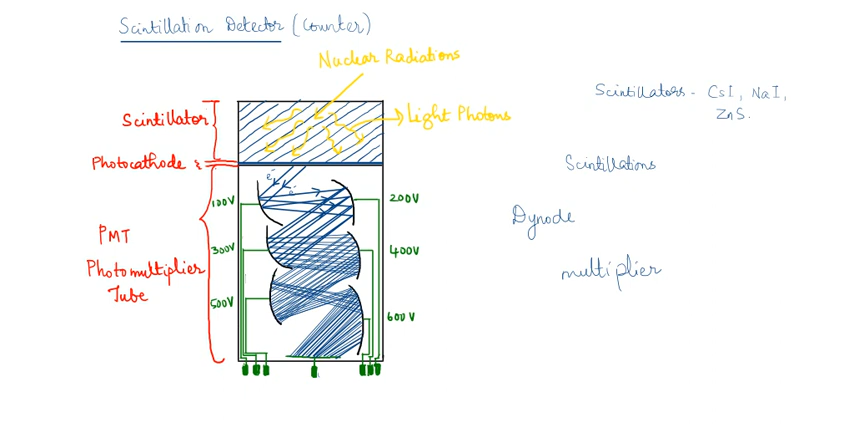 Scintillation Detector (Counter)
Nuclear Radiations
Scintillators - CsI, NaI,
ZnS.
Scintillator
Light Photons
Photocathode
Scintillations
e⁻
e⁻
100V
200V
Dynode
PMT
300V
400V
Photomultiplier
Tube
multiplier
500V
600V